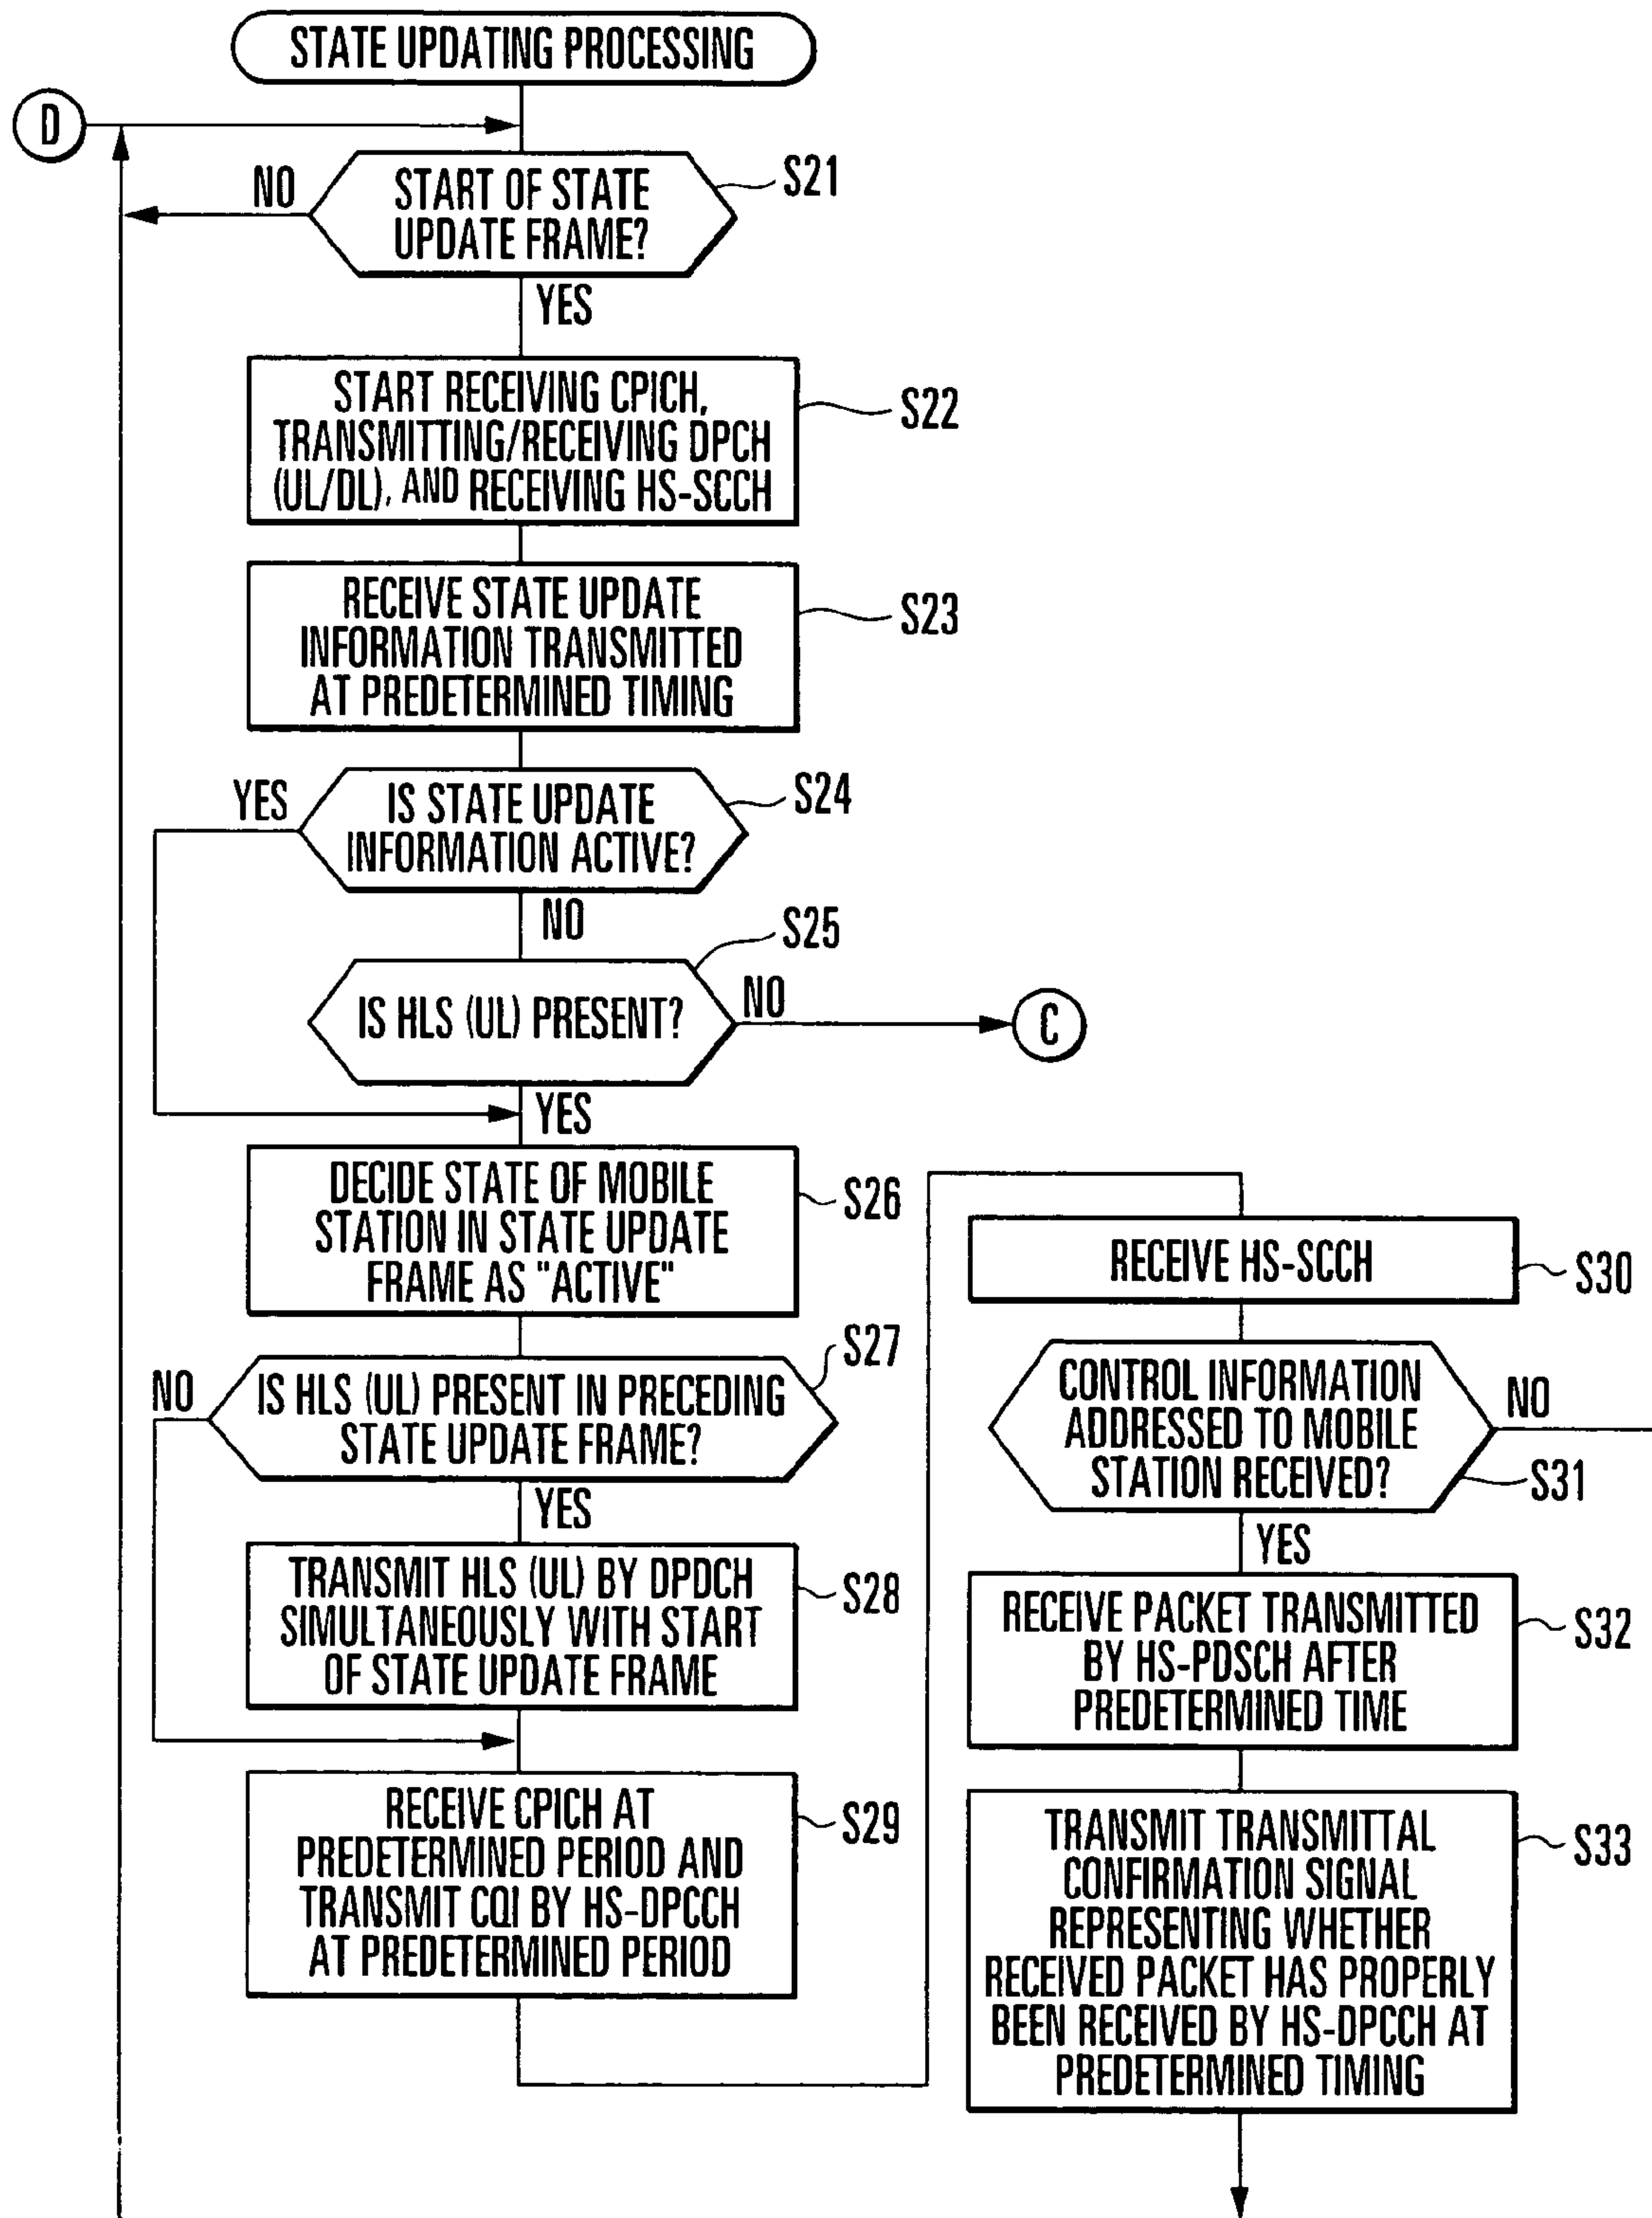 STATE UPDATING PROCESSING
D
NO
START OF STATE
UPDATE FRAME?
S21
YES
START RECEIVING CPICH,
TRANSMITTING/RECEIVING DPCH
(UL/DL), AND RECEIVING HS-SCCH
S22
RECEIVE STATE UPDATE
INFORMATION TRANSMITTED
AT PREDETERMINED TIMING
S23
YES
IS STATE UPDATE
INFORMATION ACTIVE?
S24
NO
S25
IS HLS (UL) PRESENT?
NO
C
YES
DECIDE STATE OF MOBILE
STATION IN STATE UPDATE
FRAME AS "ACTIVE"
S26
S27
NO
IS HLS (UL) PRESENT IN PRECEDING
STATE UPDATE FRAME?
YES
TRANSMIT HLS (UL) BY DPDCH
SIMULTANEOUSLY WITH START
OF STATE UPDATE FRAME
S28
RECEIVE CPICH AT
PREDETERMINED PERIOD AND
TRANSMIT CQI BY HS-DPCCH
AT PREDETERMINED PERIOD
S29
RECEIVE HS-SCCH
S30
CONTROL INFORMATION
ADDRESSED TO MOBILE
STATION RECEIVED?
NO
S31
YES
RECEIVE PACKET TRANSMITTED
BY HS-PDSCH AFTER
PREDETERMINED TIME
S32
TRANSMIT TRANSMITTAL
CONFIRMATION SIGNAL
REPRESENTING WHETHER
RECEIVED PACKET HAS PROPERLY
BEEN RECEIVED BY HS-DPCCH AT
PREDETERMINED TIMING
S33